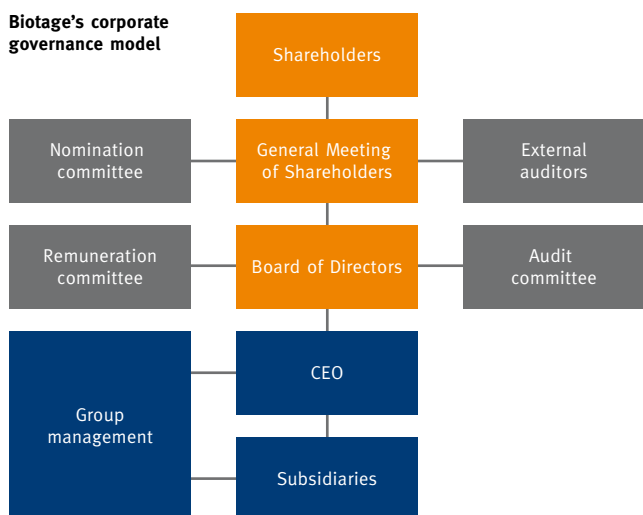 Biotage's corporate
governance model
Shareholders
Nomination
committee
General Meeting
of Shareholders
External
auditors
Remuneration
committee
Board of Directors
Audit
committee
Group
management
CEO
Subsidiaries